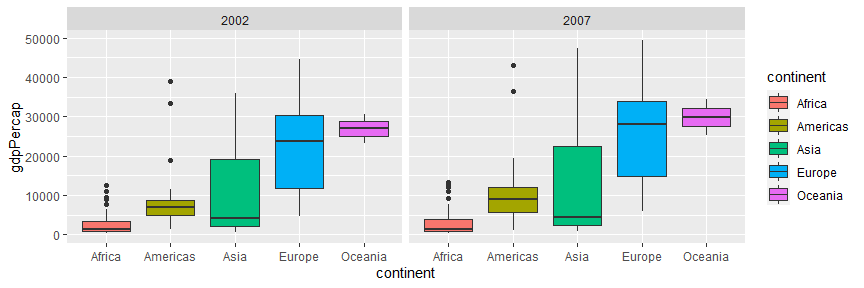 2002
2007
gdpPercap
50000
40000
30000
20000
10000
0
Africa Americas Asia Europe Oceania
Africa Americas Asia Europe Oceania
continent
continent
Africa
Americas
Asia
Europe
Oceania